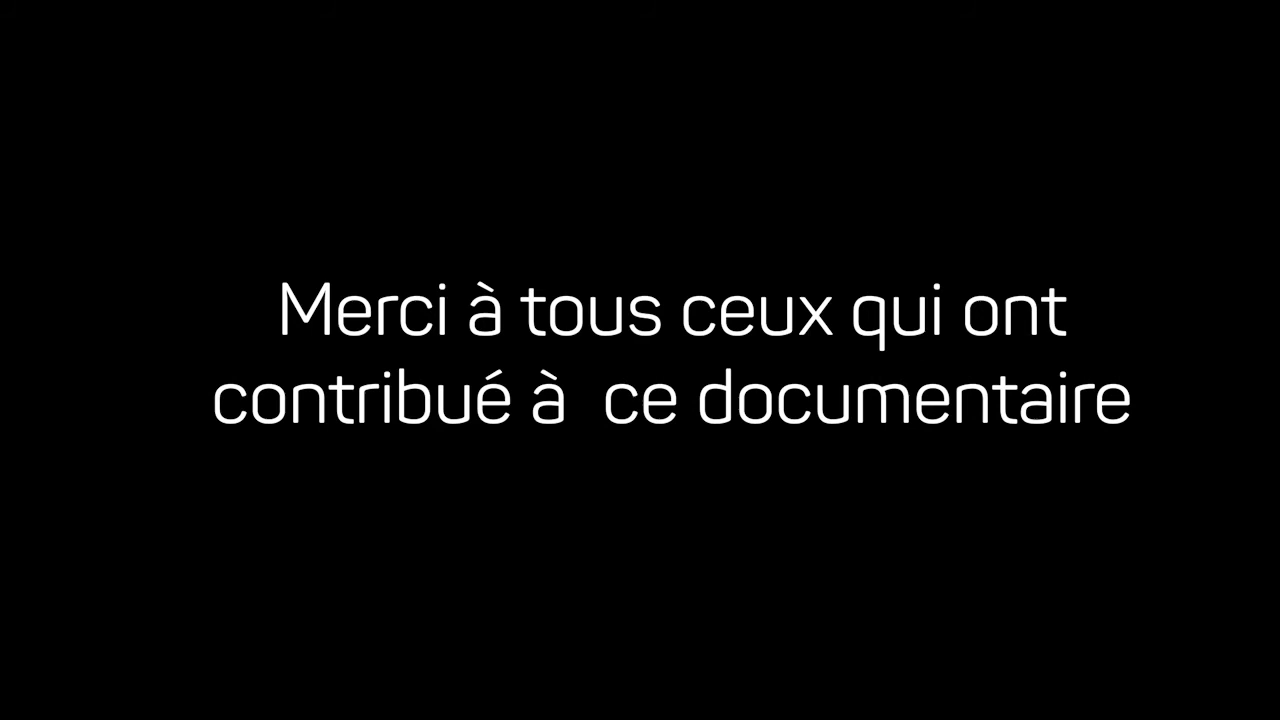 Merci à tous ceux qui ont
contribué à  ce documentaire